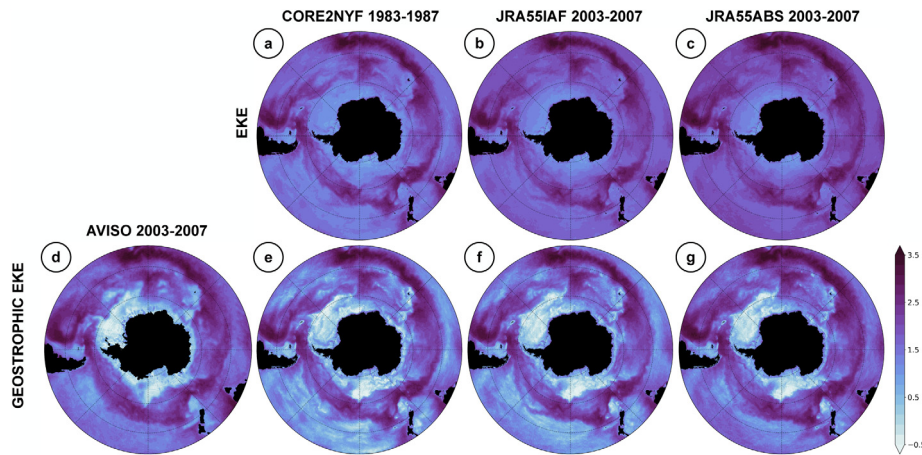 CORE2NYF 1983-1987 JRA55IAF 2003-2007 JRA55ABS 2003-2007
a b c
EKE
AVISO 2003-2007
d e f g
GEOSTROPHIC EKE
3.5
2.5
1.5
0.5
−0.5